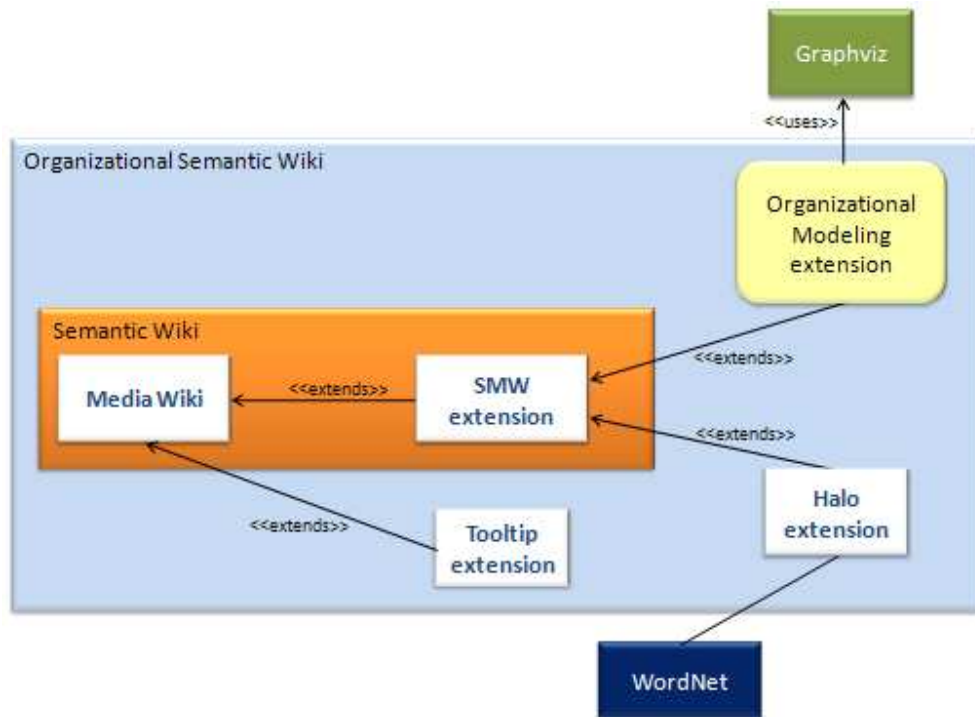 Graphviz
<<uses>>
Organizational Semantic Wiki
Organizational
Modeling
extension
Semantic Wiki
<<extends>>
Media Wiki
<<extends>>
SMW
extension
<<extends>>
Halo
extension
<<extends>>
Tooltip
extension
WordNet